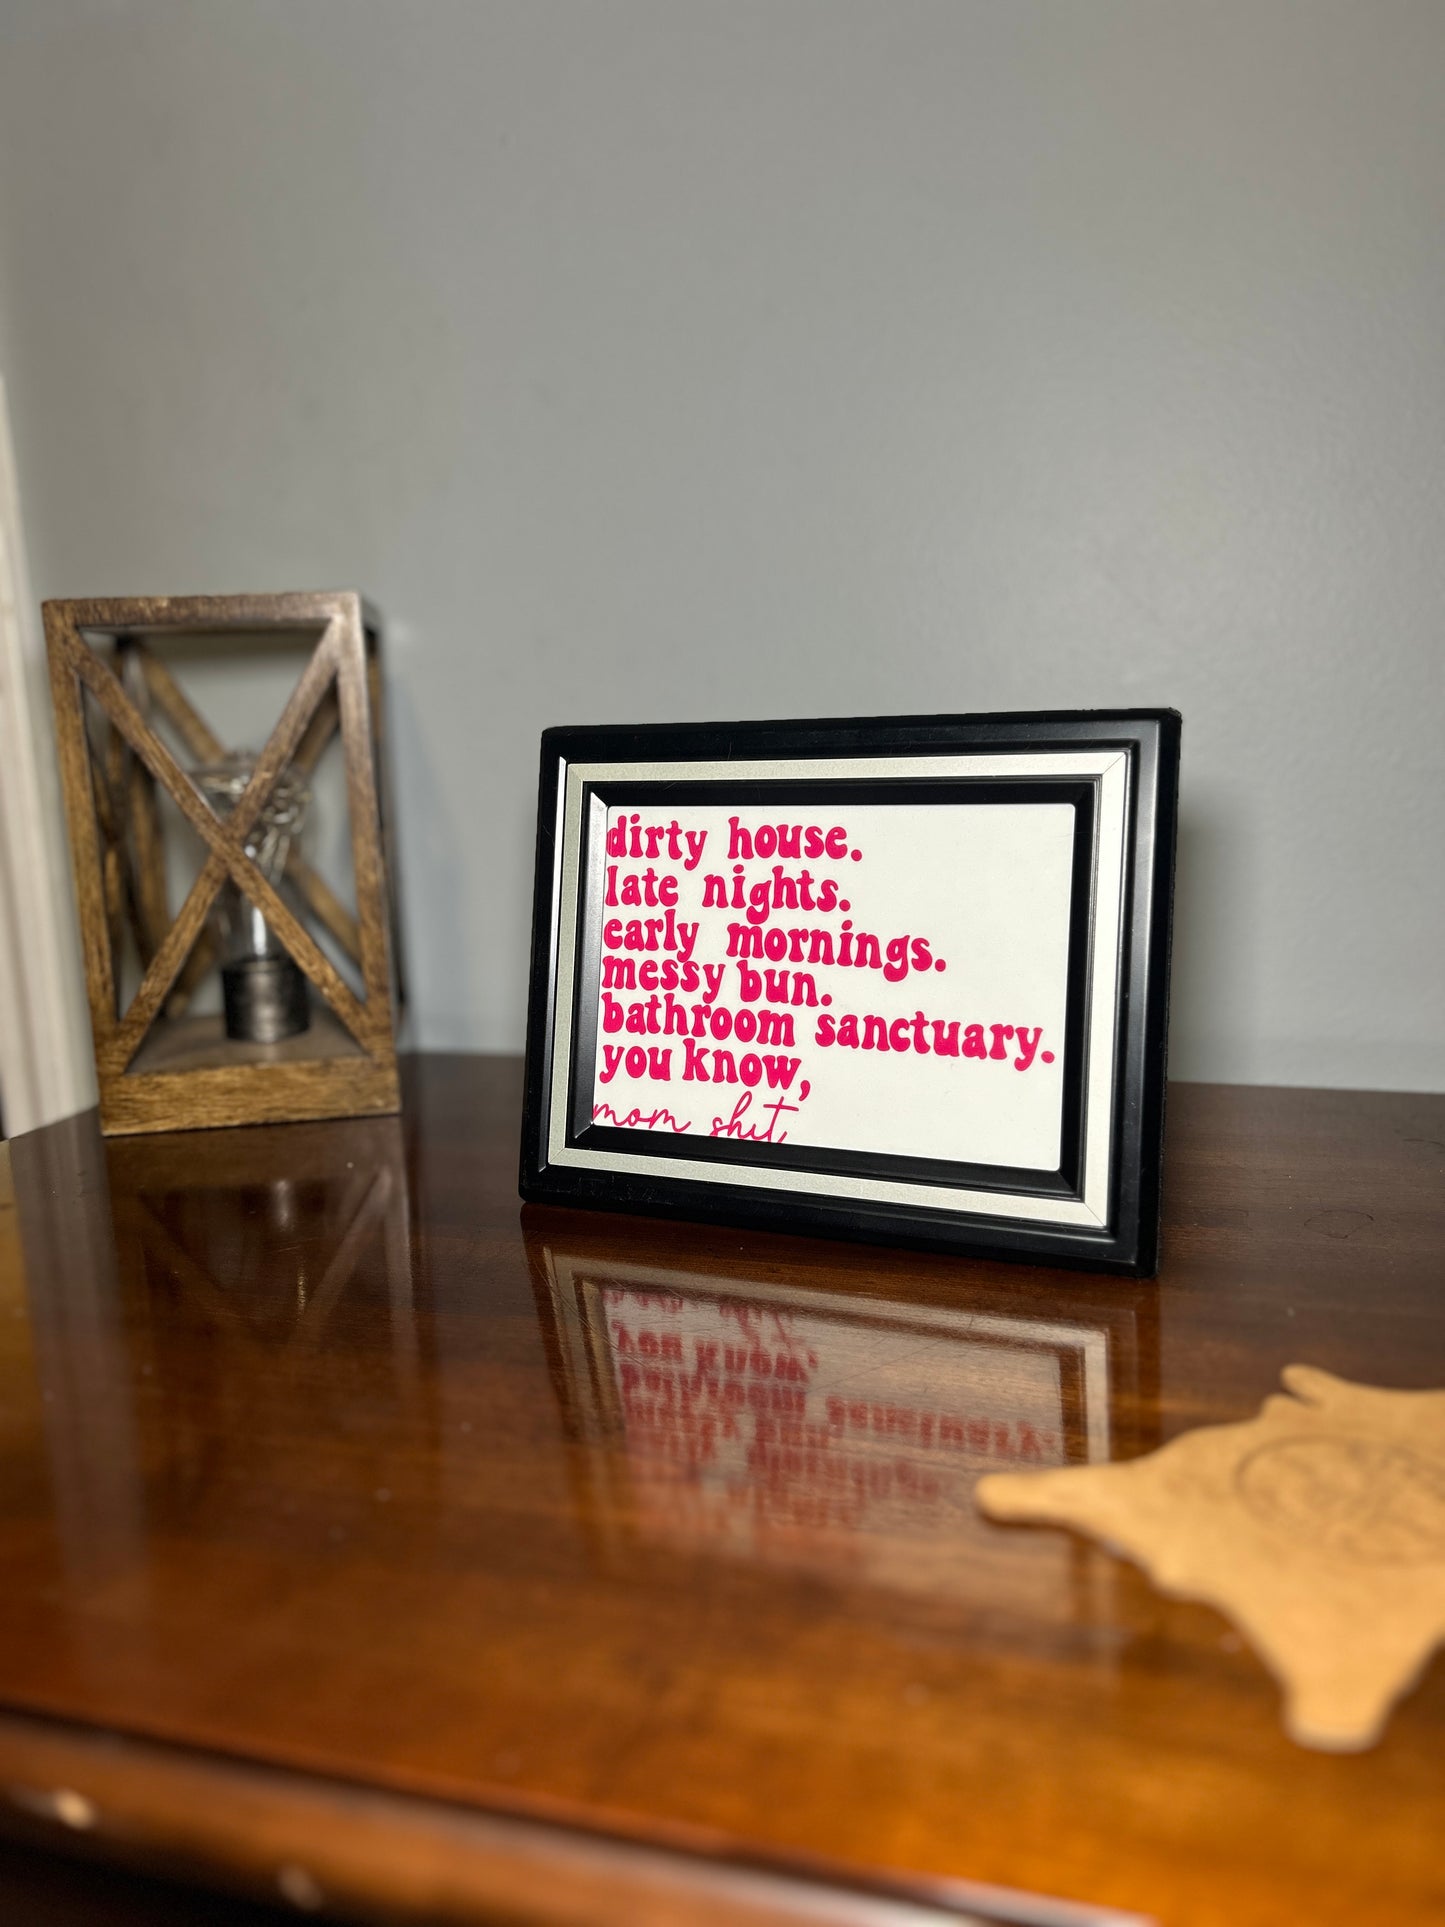 dirty house.
late nights.
early mornings.
messy bun.
bathroom sanctuary.
you know,
mom shit